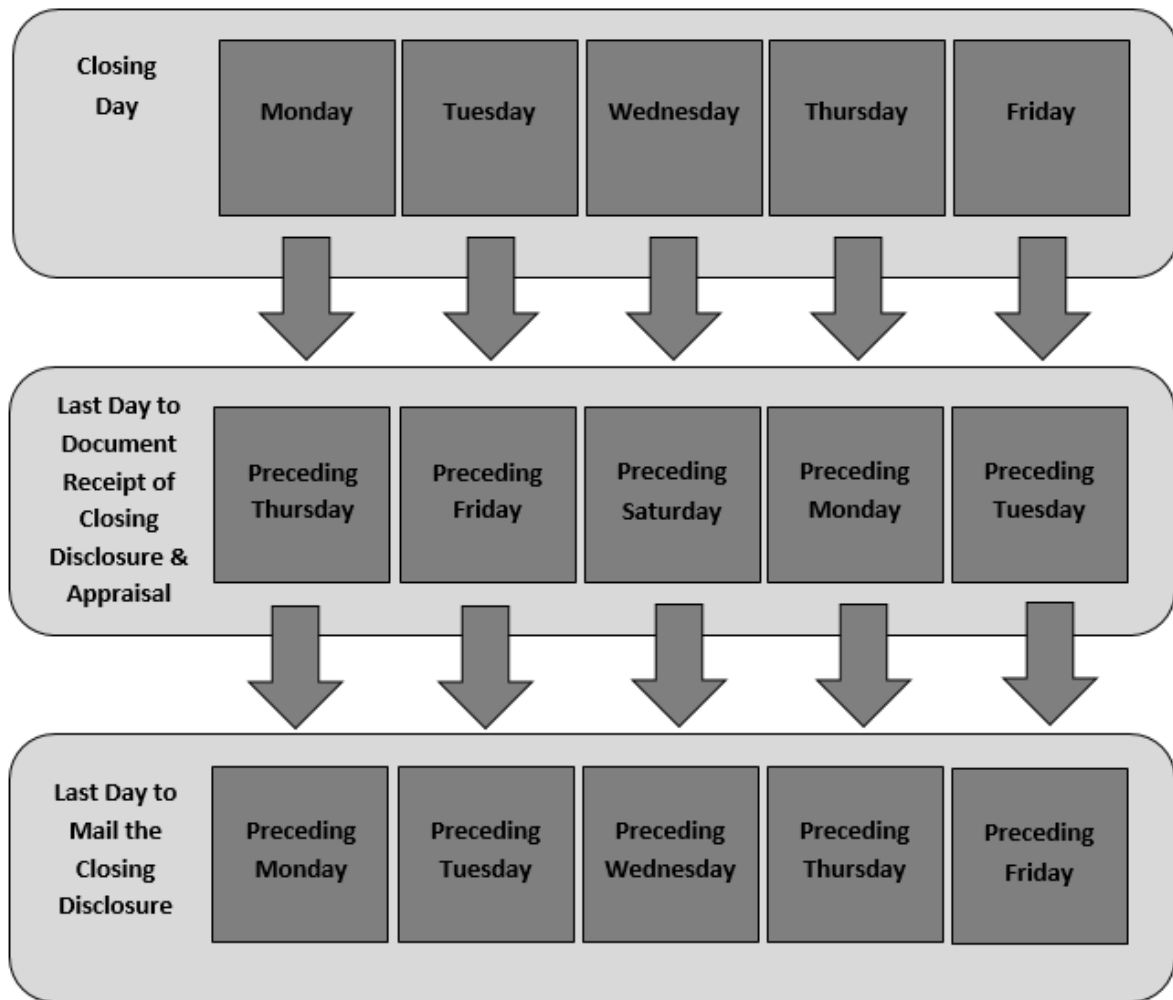 Closing
Day
Monday
Tuesday
Wednesday
Thursday
Friday
Last Day to
Document
Receipt of
Closing
Disclosure &
Appraisal
Preceding
Thursday
Preceding
Friday
Preceding
Saturday
Preceding
Monday
Preceding
Tuesday
Last Day to
Mail the
Closing
Disclosure
Preceding
Monday
Preceding
Tuesday
Preceding
Wednesday
Preceding
Thursday
Preceding
Friday